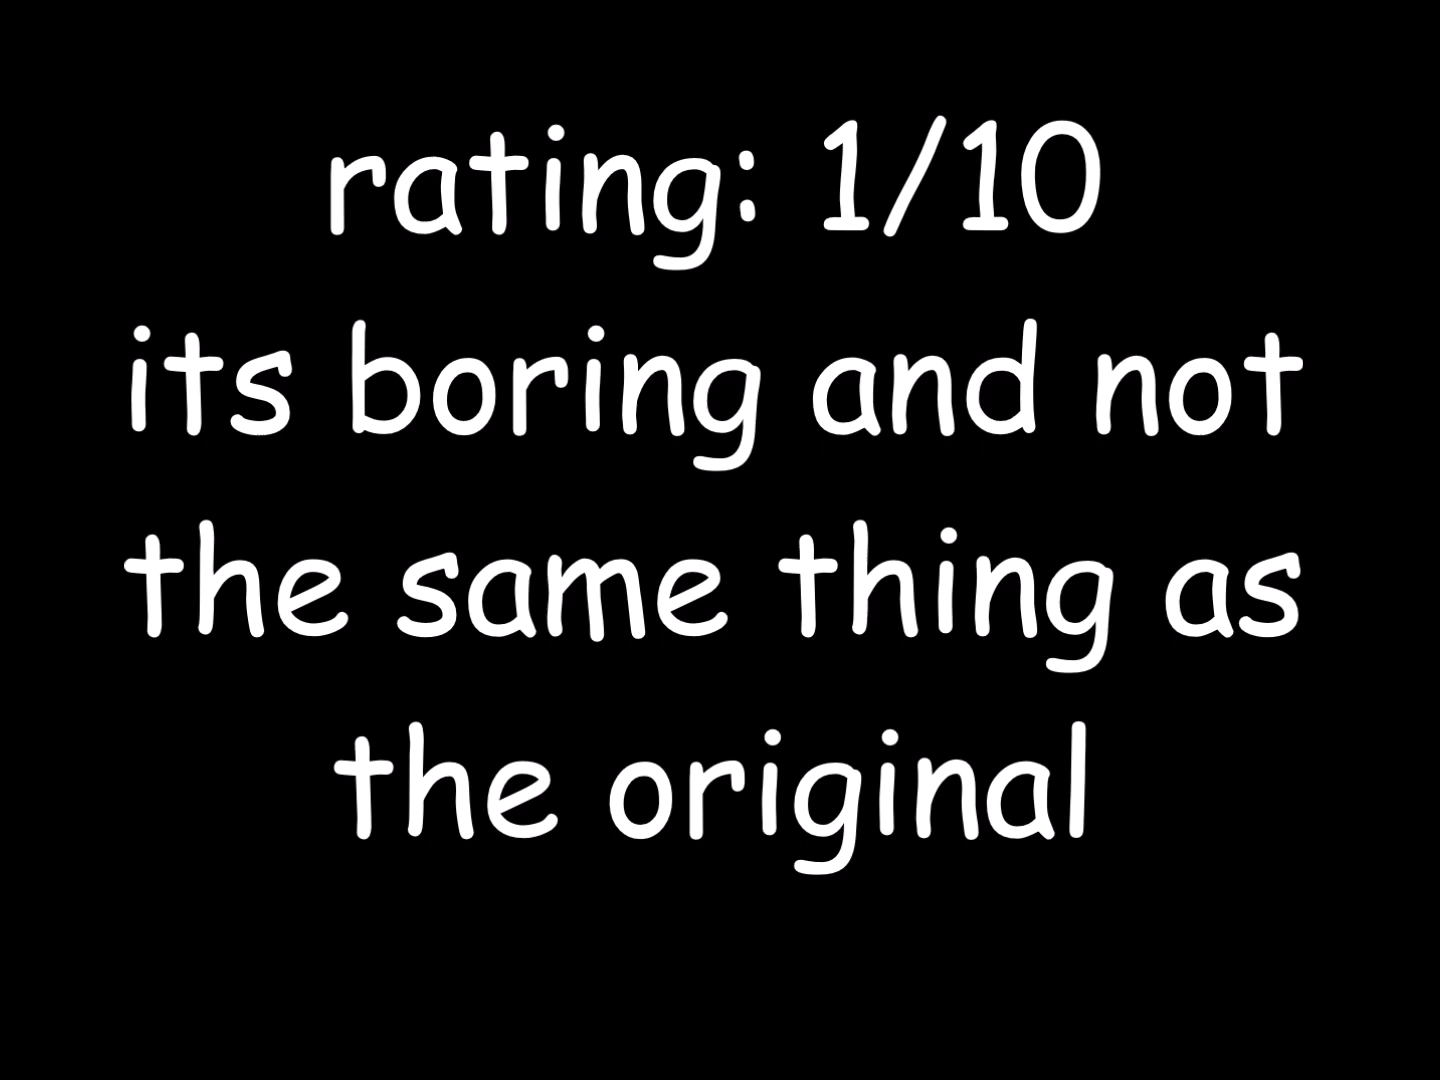 rating: 1/10
its boring and not
the same thing as
the original